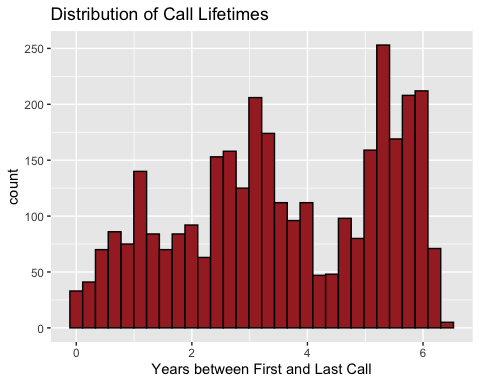 Distribution of Call Lifetimes
250
200
150
100
50
0
count
0 2 4 6
Years between First and Last Call